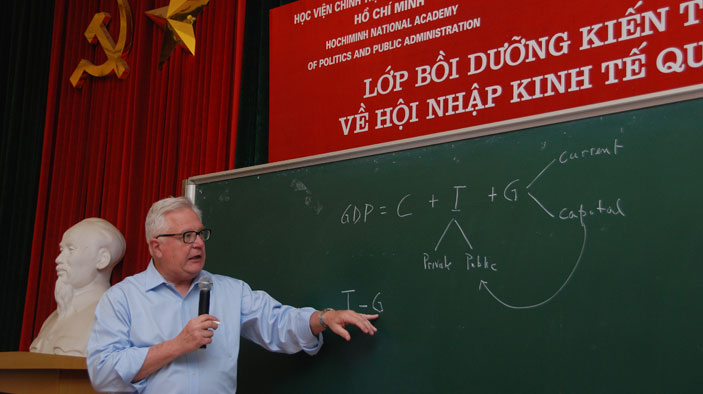 HỌC VIỆN CHÍNH
HỒ CHÍ MINH
HOCHIMINH NATIONAL ACADEMY
OF POLITICS AND PUBLIC ADMINISTRATION
LỚP BỒI DƯỠNG KIẾN
VỀ HỘI NHẬP KINH TẾ QU
GDP = C + I + G
Current
Capital
Private Public
I - G